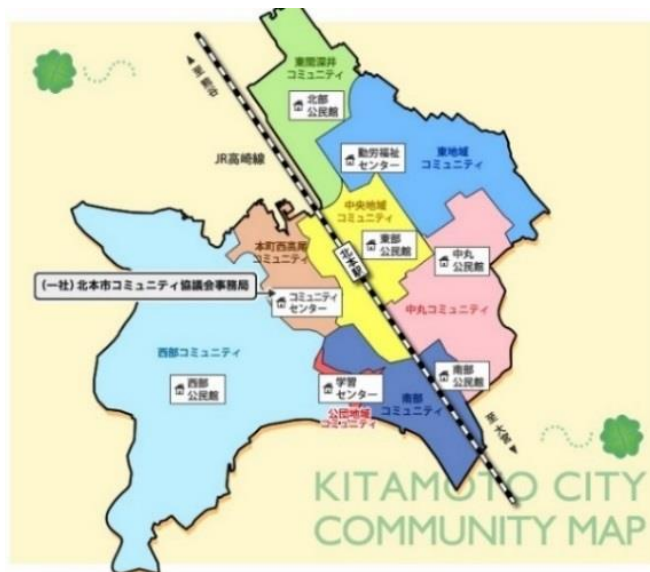 東間深井
コミュニティ
北部
公民館
至 熊谷
JR高崎線
勤労福祉
センター
東地域
コミュニティ
中央地域
コミュニティ
本町西高尾
コミュニティ
東部
公民館
北本駅
中丸
公民館
(一社)北本市コミュニティ協議会事務局
コミュニティ
センター
中丸コミュニティ
西部コミュニティ
西部
公民館
学習
センター
南部
公民館
南部
コミュニティ
公団地域
コミュニティ
至 大宮
KITAMOTO CITY
COMMUNITY MAP